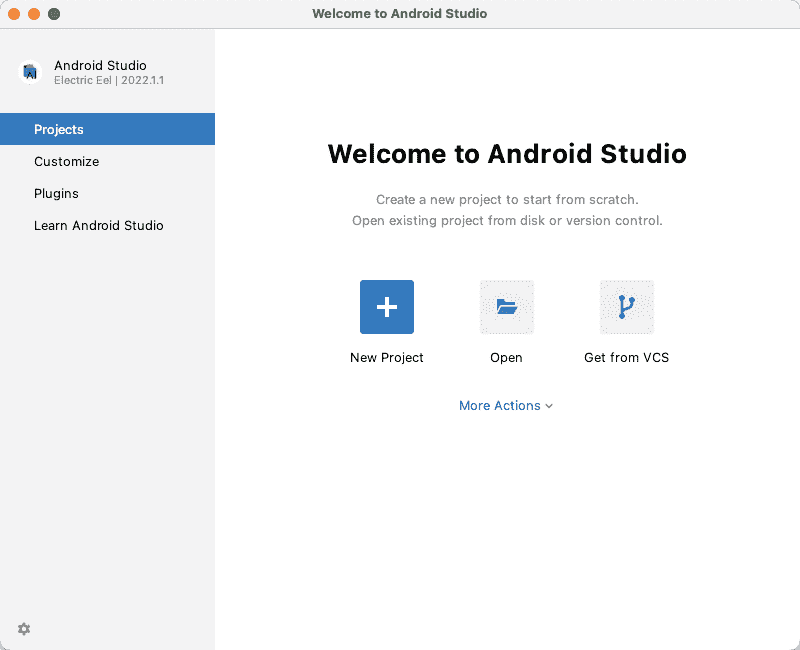 Welcome to Android Studio
Android Studio
Electric Eel | 2022.1.1
Projects
Customize
Plugins
Learn Android Studio
Welcome to Android Studio
Create a new project to start from scratch.
Open existing project from disk or version control.
New Project
Open
Get from VCS
More Actions